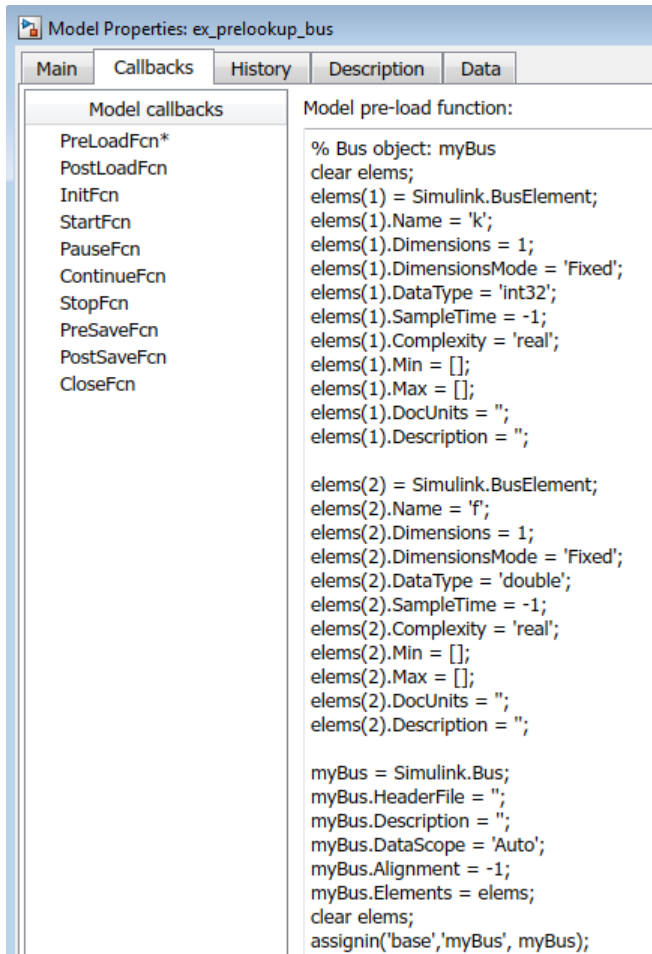 Model Properties: ex_prelookup_bus
Main Callbacks History Description Data
Model callbacks
PreLoadFcn*
PostLoadFcn
InitFcn
StartFcn
PauseFcn
ContinueFcn
StopFcn
PreSaveFcn
PostSaveFcn
CloseFcn
Model pre-load function:
% Bus object: myBus
clear elems;
elems(1) = Simulink.BusElement;
elems(1).Name = 'k';
elems(1).Dimensions = 1;
elems(1).DimensionsMode = 'Fixed';
elems(1).DataType = 'int32';
elems(1).SampleTime = -1;
elems(1).Complexity = 'real';
elems(1).Min = [];
elems(1).Max = [];
elems(1).DocUnits = '';
elems(1).Description = '';
elems(2) = Simulink.BusElement;
elems(2).Name = 'f';
elems(2).Dimensions = 1;
elems(2).DimensionsMode = 'Fixed';
elems(2).DataType = 'double';
elems(2).SampleTime = -1;
elems(2).Complexity = 'real';
elems(2).Min = [];
elems(2).Max = [];
elems(2).DocUnits = '';
elems(2).Description = '';
myBus = Simulink.Bus;
myBus.HeaderFile = '';
myBus.Description = '';
myBus.DataScope = 'Auto';
myBus.Alignment = -1;
myBus.Elements = elems;
clear elems;
assignin('base','myBus', myBus);